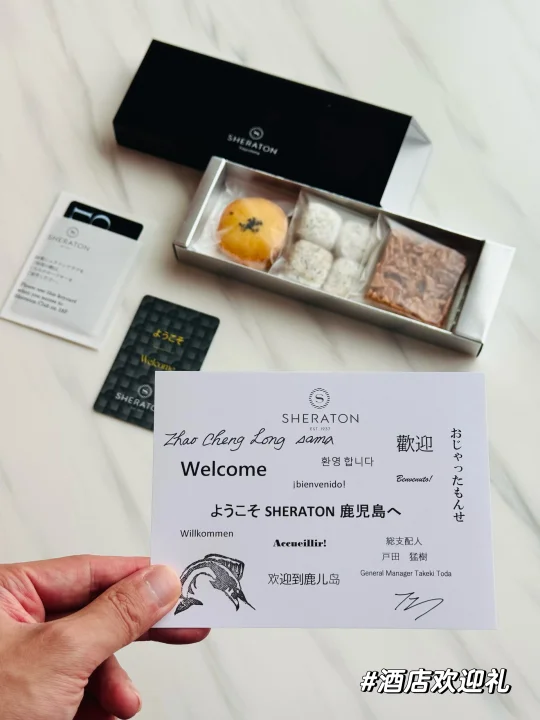 SHERATON
SHERATON
ようこそ
Welcome
SHERATON
EST. 1937
Zhao Cheng Long sama
歡迎
おじゃったもんせ
환영 합니다
Welcome
¡bienvenido!
Benvenuto!
ようこそ SHERATON 鹿児島へ
Willkommen
Accueillir!
総支配人
戸田 猛樹
欢迎到鹿儿岛
General Manager Takeki Toda
#酒店欢迎礼